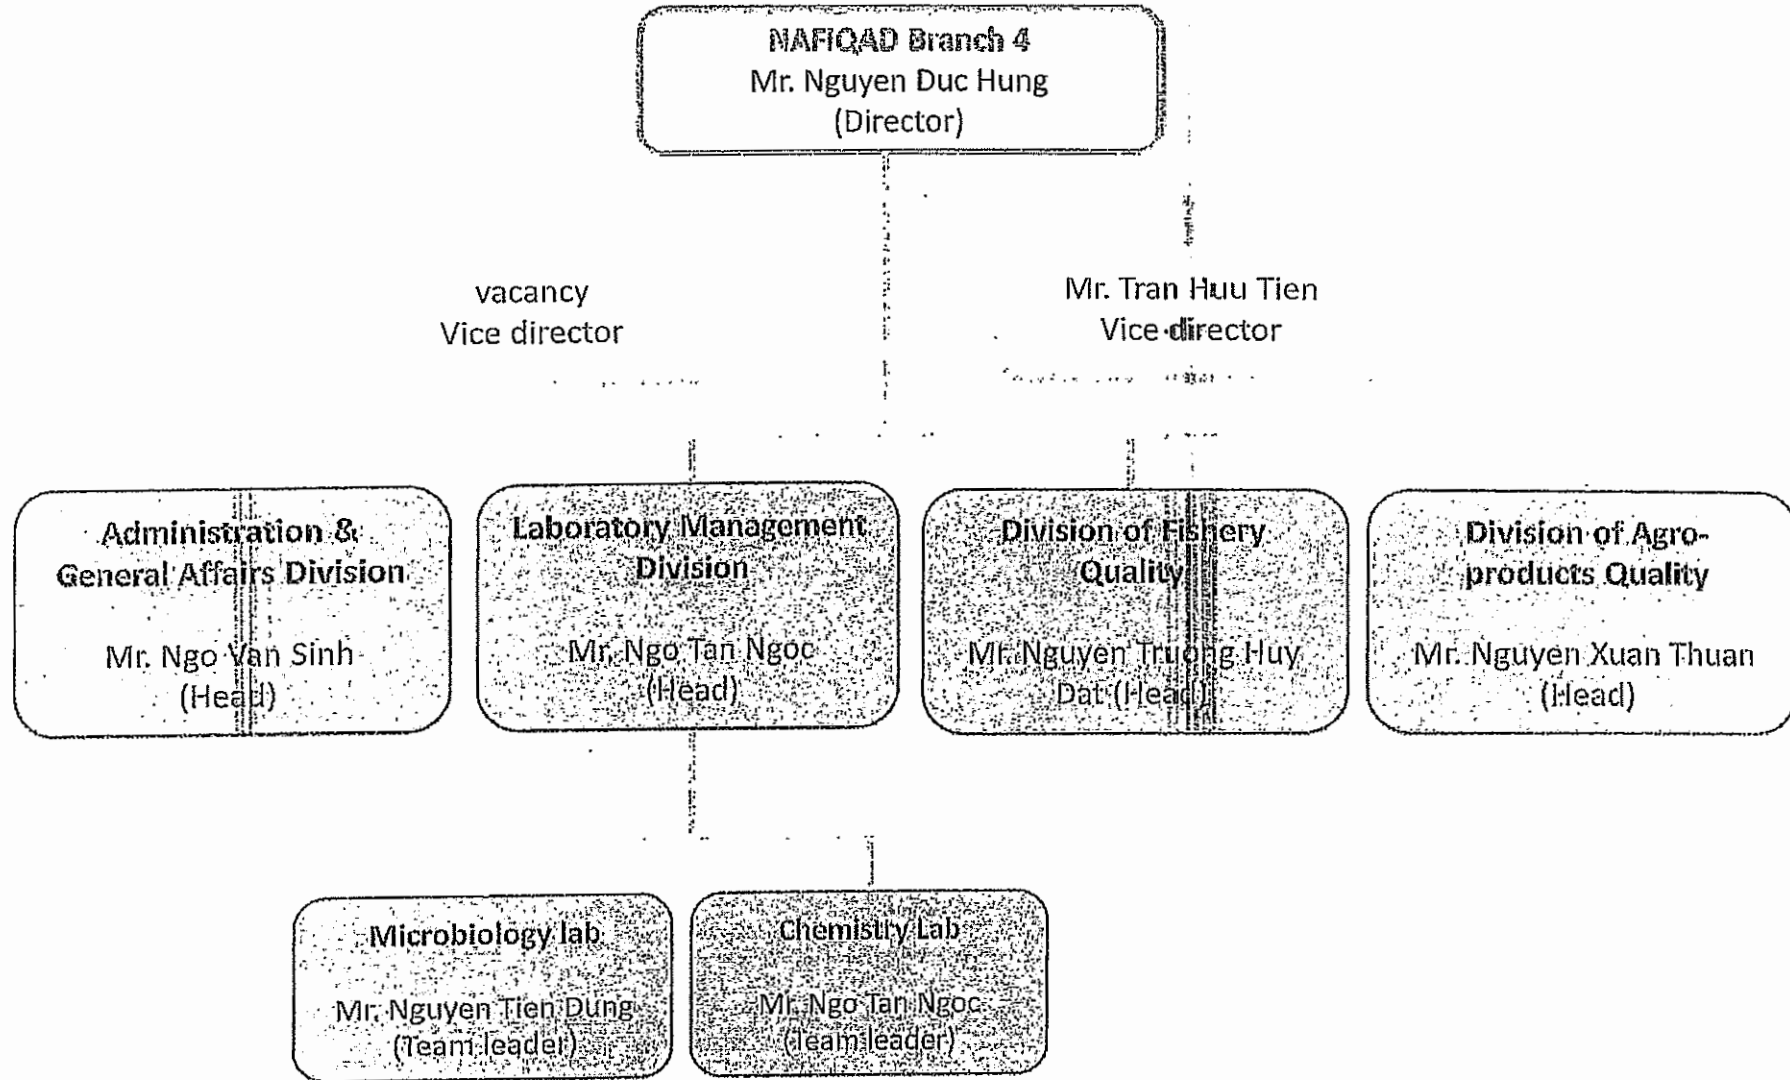 NAFIQAD Branch 4
Mr. Nguyen Duc Hung
(Director)
vacancy
Vice director
Mr. Tran Huu Tien
Vice director
Administration &
General Affairs Division
Mr. Ngo Van Sinh
(Head)
Laboratory Management
Division
Mr. Ngo Tan Ngoc
(Head)
Division of Fishery
Quality
Mr. Nguyen Truong Huy
Dat (Head)
Division of Agro-
products Quality
Mr. Nguyen Xuan Thuan
(Head)
Microbiology lab
Mr. Nguyen Tien Dung
(Team leader)
Chemistry Lab
Mr. Ngo Tan Ngoc
(Team leader)